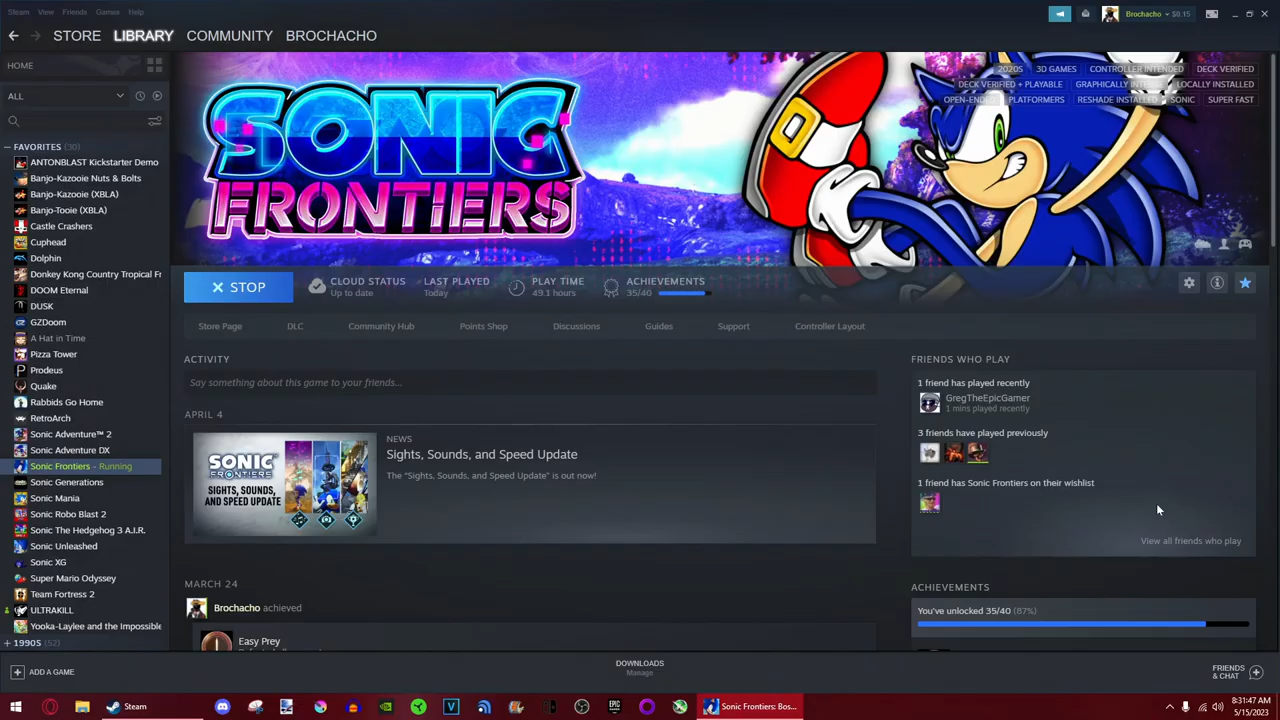 Steam View Friends Games Help
Brochacho $0.15
STORE LIBRARY COMMUNITY BROCHACHO
HOME
ALL
FAVORITES (30)
ANTONBLAST Kickstarter Demo
Banjo-Kazooie Nuts & Bolts
Banjo-Kazooie (XBLA)
Banjo-Tooie (XBLA)
Castle Crashers
Cuphead
Dolphin
Donkey Kong Country Tropical Fr
DOOM Eternal
DUSK
GZDoom
A Hat in Time
Pizza Tower
Prodeus
Quake
Rabbids Go Home
RetroArch
Sonic Adventure™ 2
Sonic Adventure DX
Sonic Frontiers - Running
Sonic Generations
Sonic Mania
Sonic Robo Blast 2
Sonic The Hedgehog 3 A.I.R.
Sonic Unleashed
Sonic XG
Super Mario Odyssey
Team Fortress 2
ULTRAKILL
Yooka-Laylee and the Impossible
1990S (52)
SONIC
FRONTIERS
2020S 3D GAMES CONTROLLER INTENDED DECK VERIFIED
DECK VERIFIED + PLAYABLE GRAPHICALLY LOCALLY INSTALLED
OPEN-ENDED PLATFORMERS RESHADE INSTALLED SONIC SUPER FAST
STOP
CLOUD STATUS
Up to date
LAST PLAYED
Today
PLAY TIME
49.1 hours
ACHIEVEMENTS
35/40
Store Page DLC Community Hub Points Shop Discussions Guides Support Controller Layout
ACTIVITY
Say something about this game to your friends...
APRIL 4
SONIC
FRONTIERS
SIGHTS, SOUNDS,
AND SPEED UPDATE
NEWS
Sights, Sounds, and Speed Update
The "Sights, Sounds, and Speed Update" is out now!
MARCH 24
Brochacho achieved
Easy Prey
FRIENDS WHO PLAY
1 friend has played recently
GregTheEpicGamer
1 mins played recently
3 friends have played previously
1 friend has Sonic Frontiers on their wishlist
View all friends who play
ACHIEVEMENTS
You've unlocked 35/40 (87%)
ADD A GAME
DOWNLOADS
Manage
FRIENDS
& CHAT
Steam
Sonic Frontiers: Bos...
8:31:47 AM
5/15/2023